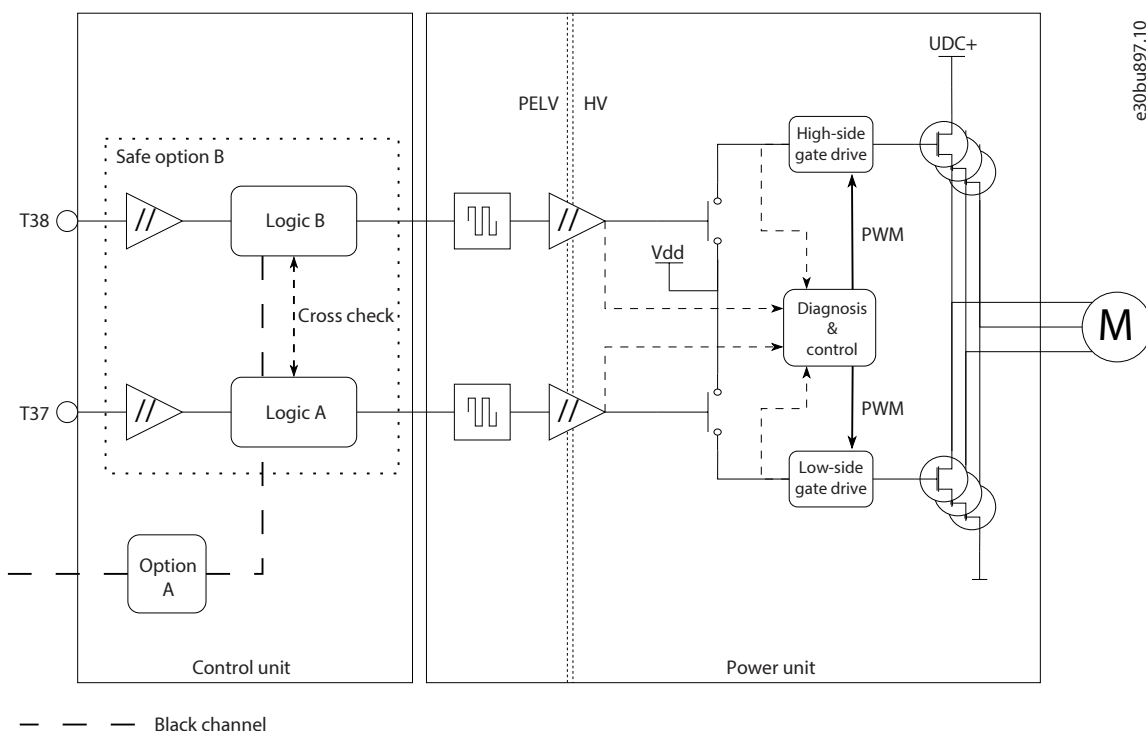 e30bu897.10
UDC+
PELV
HV
High-side
gate drive
Safe option B
T38
Logic B
PWM
Vdd
Cross check
Diagnosis
&
control
M
T37
Logic A
PWM
Low-side
gate drive
Option
A
Control unit
Power unit
Black channel